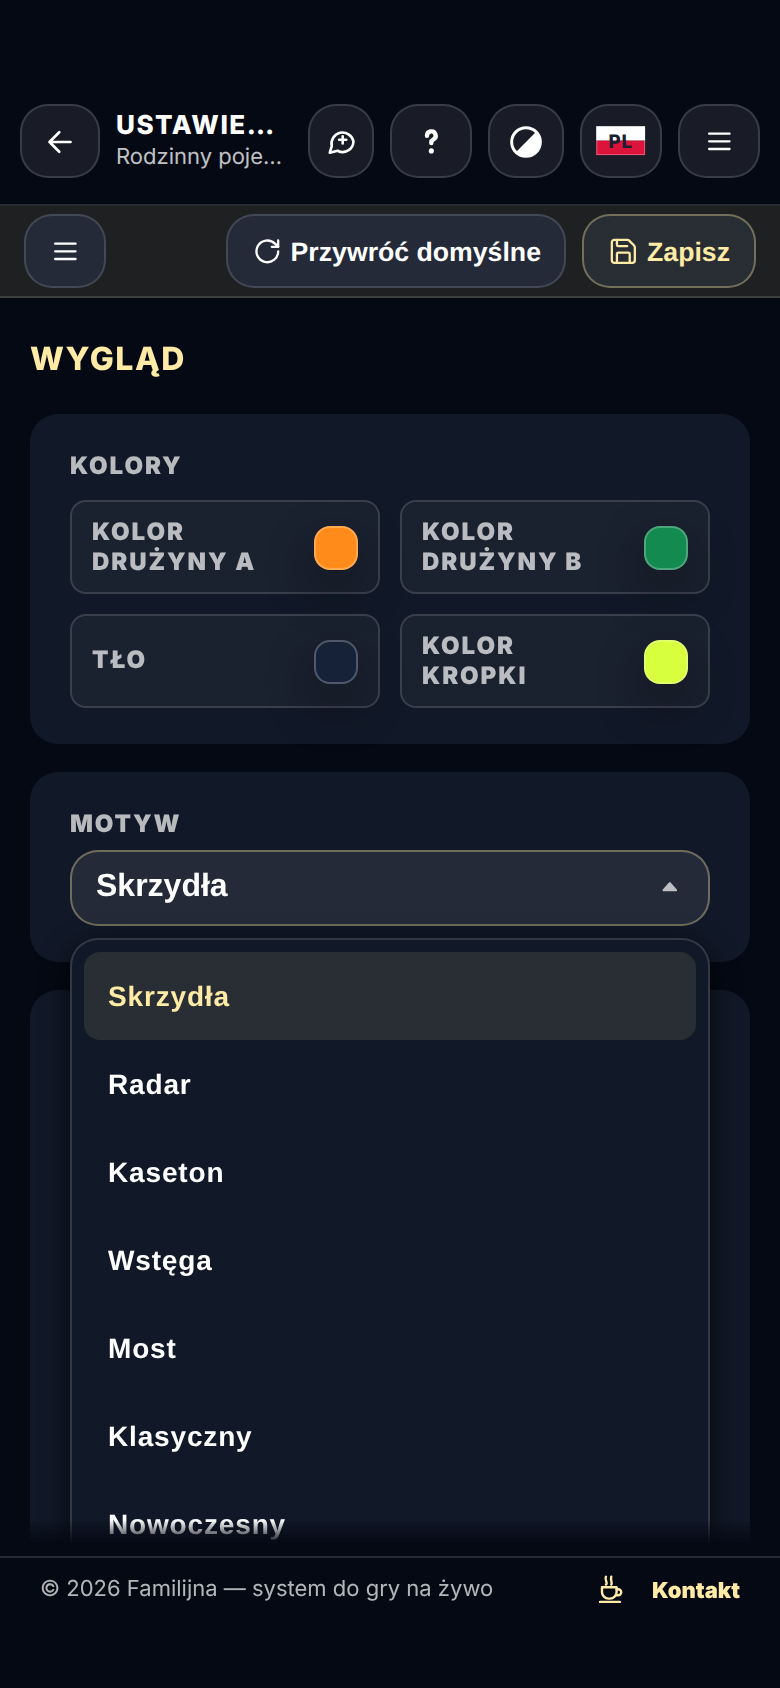 USTAWIE...
Rodzinny poje...
?
PL
Przywróć domyślne
Zapisz
WYGLĄD
KOLORY
KOLOR
DRUŻYNY A
KOLOR
DRUŻYNY B
TŁO
KOLOR
KROPKI
MOTYW
Skrzydła
Skrzydła
Radar
Kaseton
Wstęga
Most
Klasyczny
Nowoczesny
© 2026 Familijna — system do gry na żywo
Kontakt